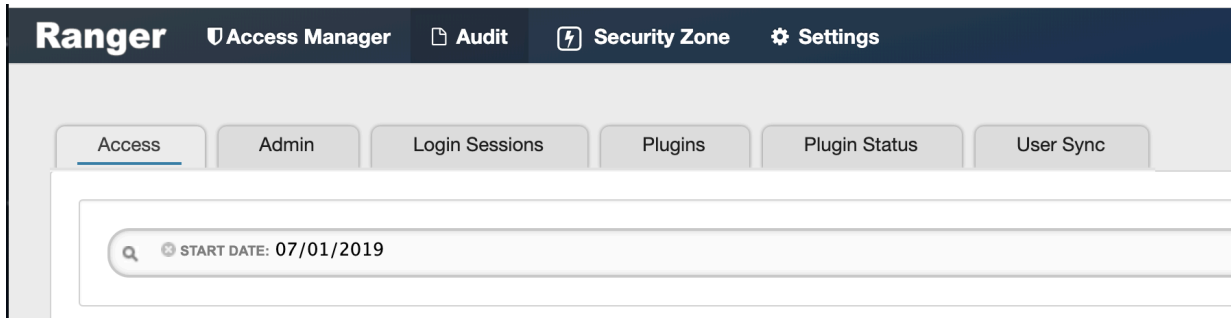 Ranger Access Manager Audit Security Zone Settings
Access Admin Login Sessions Plugins Plugin Status User Sync
START DATE: 07/01/2019